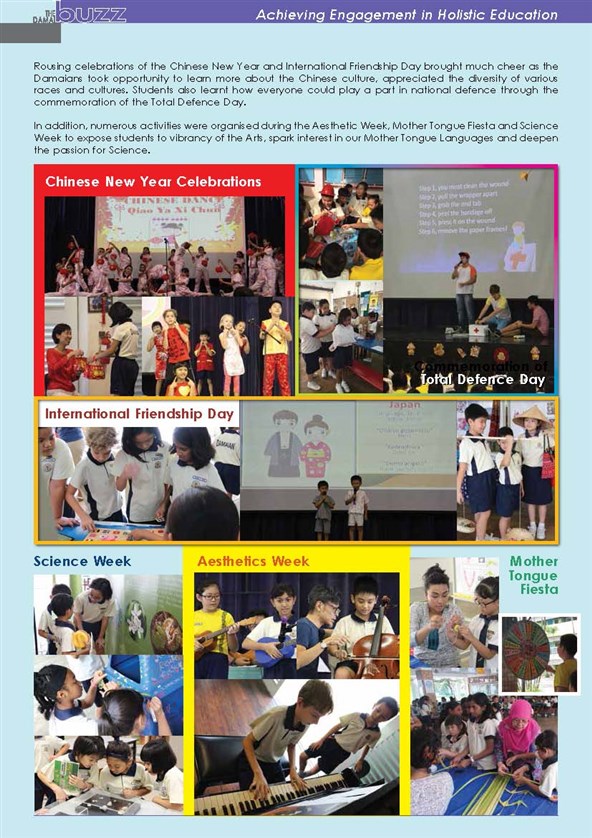 THE
DAMAI
buzz
Achieving Engagement in Holistic Education
Rousing celebrations of the Chinese New Year and International Friendship Day brought much cheer as the
Damaians took opportunity to learn more about the Chinese culture, appreciated the diversity of various
races and cultures. Students also learnt how everyone could play a part in national defence through the
commemoration of the Total Defence Day.
In addition, numerous activities were organised during the Aesthetic Week, Mother Tongue Fiesta and Science
Week to expose students to vibrancy of the Arts, spark interest in our Mother Tongue Languages and deepen
the passion for Science.
Chinese New Year Celebrations
CHINESE DANCE
Qiao Ya Xi Chun
Step 1, you must clean the wound
Step 2, pull the wrapper apart
Step 3, grab the red tab
Step 4, peel the bandage off
Step 5, press it on the wound
Step 6, remove the paper firmest
Commemoration of
Total Defence Day
International Friendship Day
Japan
Science Week
Aesthetics Week
Mother
Tongue
Fiesta